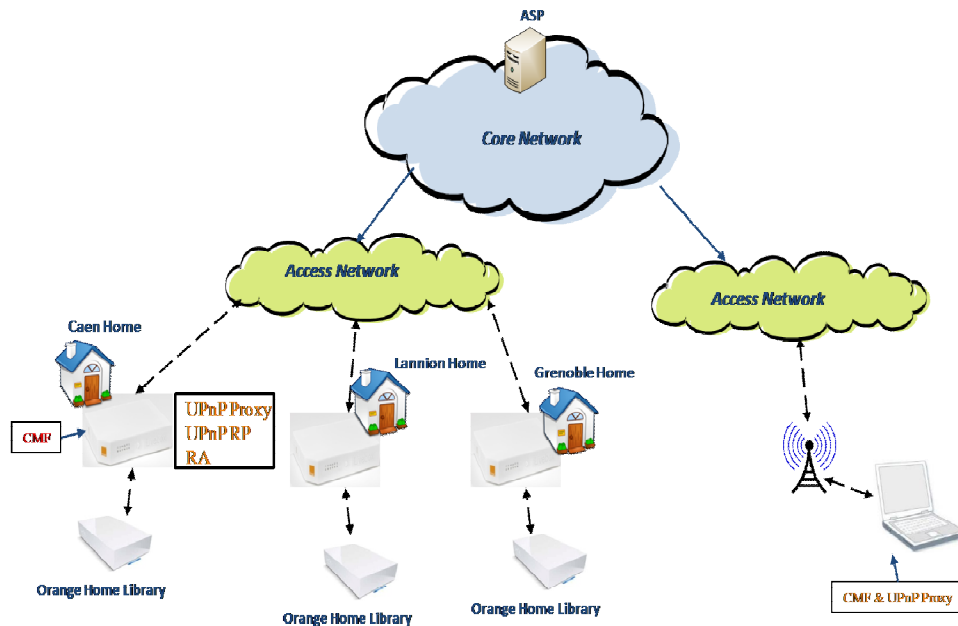 ASP
Core Network
Access Network
Access Network
Caen Home
Lannion Home
Grenoble Home
CMF
UPnP Proxy
UPnP RP
RA
Orange Home Library
Orange Home Library
Orange Home Library
CMF & UPnP Proxy